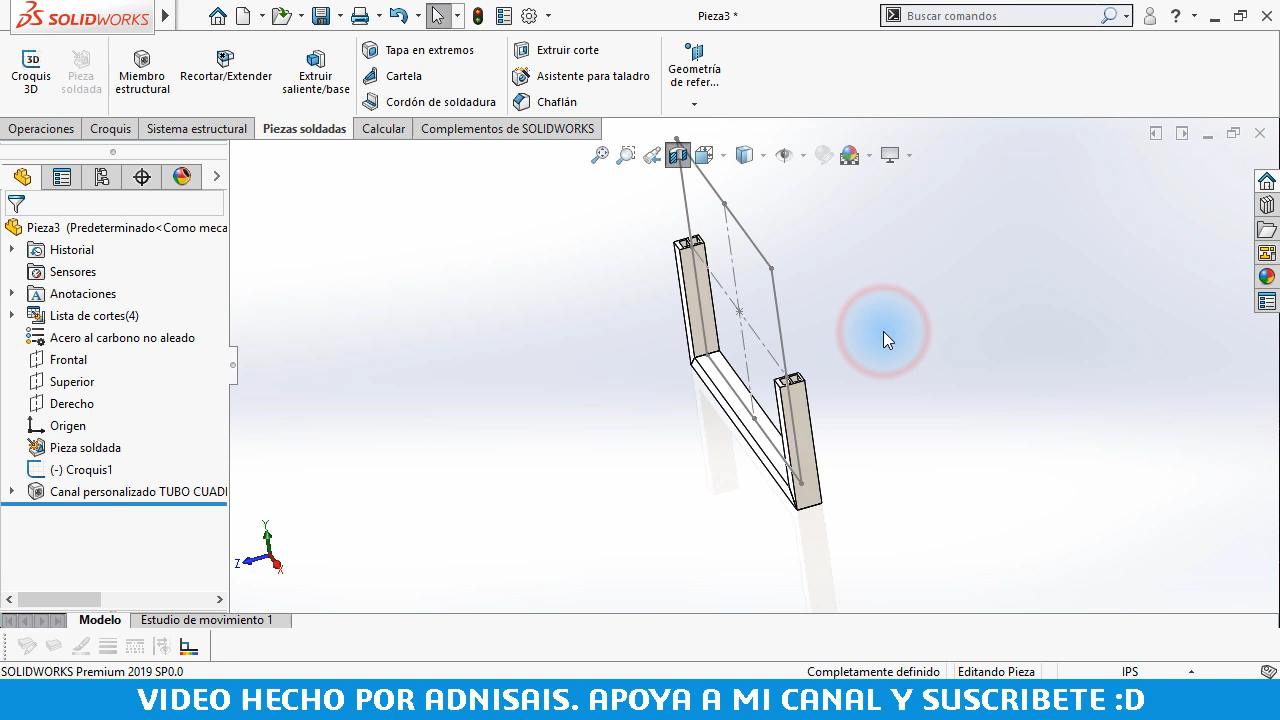 SOLIDWORKS
Pieza3 *
Buscar comandos
?
3D
Croquis
3D
Pieza
soldada
Miembro
estructural
Recortar/Extender
Extruir
saliente/base
Tapa en extremos
Cartela
Cordón de soldadura
Extruir corte
Asistente para taladro
Chaflán
Geometría
de refer...
Operaciones
Croquis
Sistema estructural
Piezas soldadas
Calcular
Complementos de SOLIDWORKS
Pieza3 (Predeterminado<Como meca
Historial
Sensores
A
Anotaciones
Lista de cortes(4)
Acero al carbono no aleado
Frontal
Superior
Derecho
Origen
Pieza soldada
(-) Croquis1
Canal personalizado TUBO CUAD
Y
Z
X
Modelo
Estudio de movimiento 1
SOLIDWORKS Premium 2019 SP0.0
Completamente definido
Editando Pieza
IPS
VIDEO HECHO POR ADNISAIS. APOYA A MI CANAL Y SUSCRIBETE :D